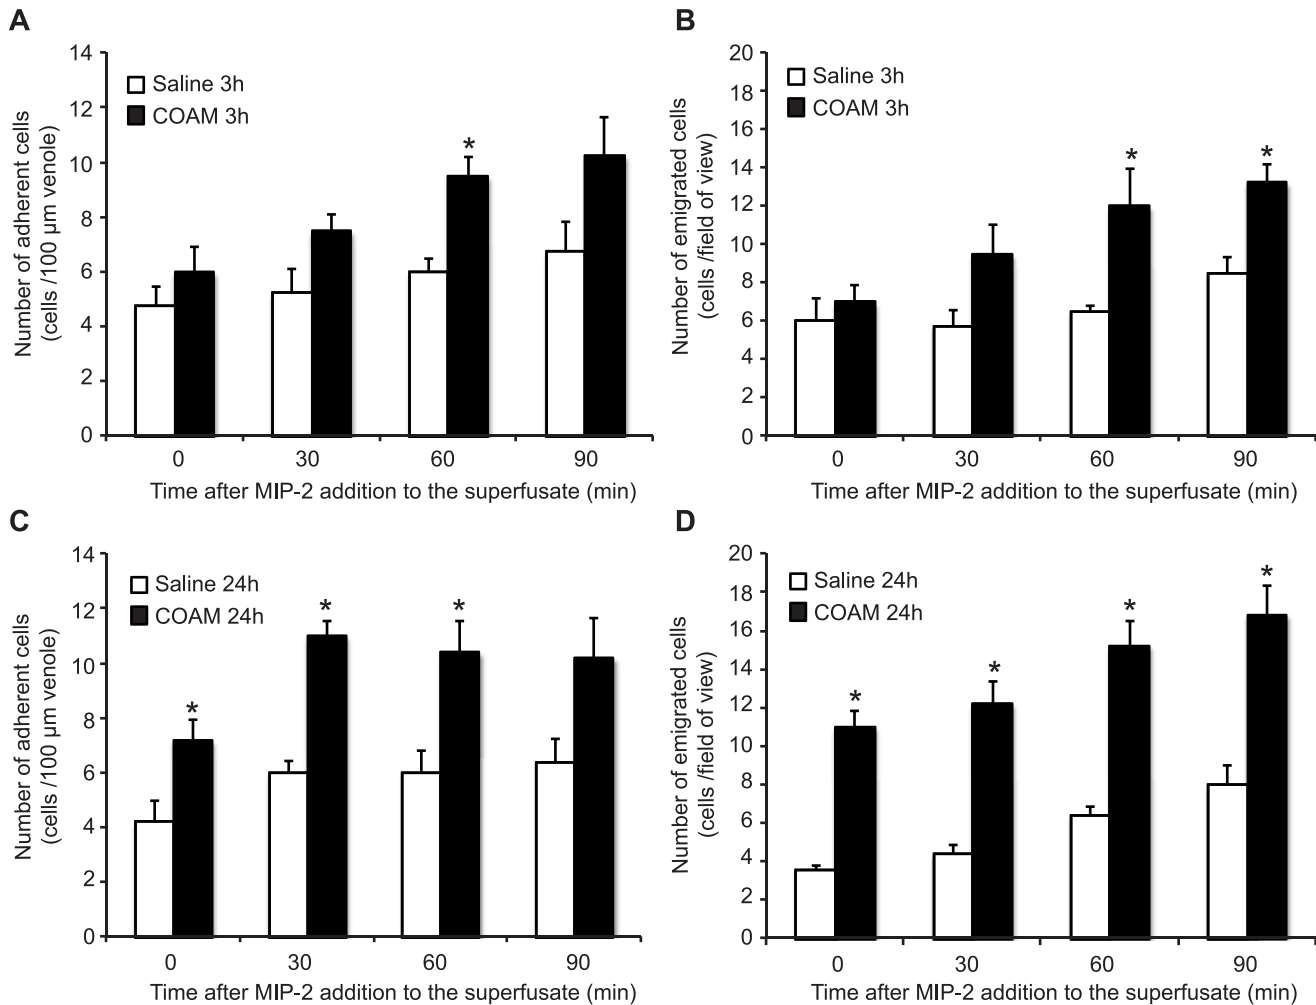 A
Number of adherent cells
(cells /100 µm venole)
14
12
10
8
6
4
2
0
Saline 3h
COAM 3h
*
0 30 60 90
Time after MIP-2 addition to the superfusate (min)
B
Number of emigrated cells
(cells /field of view)
20
18
16
14
12
10
8
6
4
2
0
Saline 3h
COAM 3h
* *
0 30 60 90
Time after MIP-2 addition to the superfusate (min)
C
Number of adherent cells
(cells /100 µm venole)
14
12
10
8
6
4
2
0
Saline 24h
COAM 24h
* * *
0 30 60 90
Time after MIP-2 addition to the superfusate (min)
D
Number of emigrated cells
(cells /field of view)
20
18
16
14
12
10
8
6
4
2
0
Saline 24h
COAM 24h
* * * *
0 30 60 90
Time after MIP-2 addition to the superfusate (min)